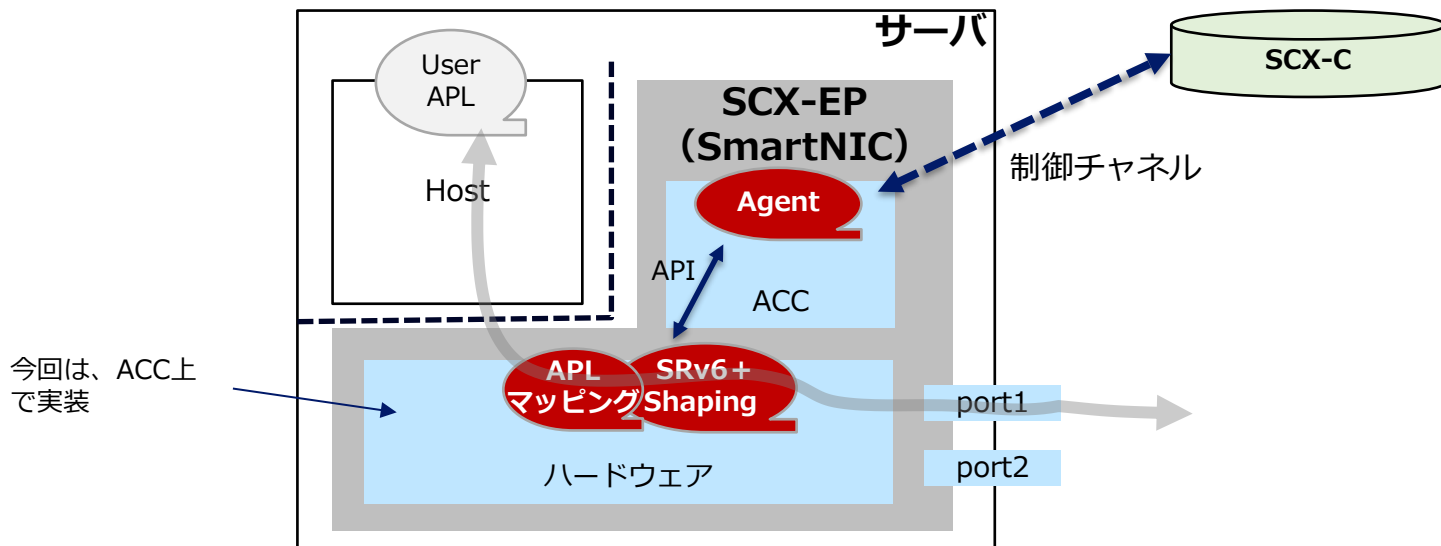 サーバ
User
APL
Host
SCX-EP
（SmartNIC）
SCX-C
制御チャネル
Agent
API
ACC
今回は、ACC上
で実装
APL
マッピング
SRv6＋
Shaping
ハードウェア
port1
port2